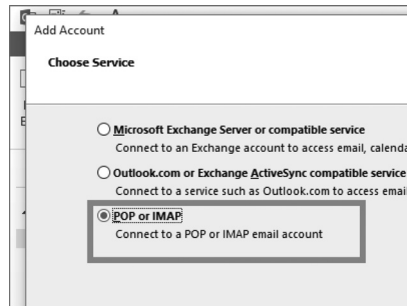 Add Account
Choose Service
Microsoft Exchange Server or compatible service
Connect to an Exchange account to access email, calenda
Outlook.com or Exchange ActiveSync compatible service
Connect to a service such as Outlook.com to access email
POP or IMAP
Connect to a POP or IMAP email account